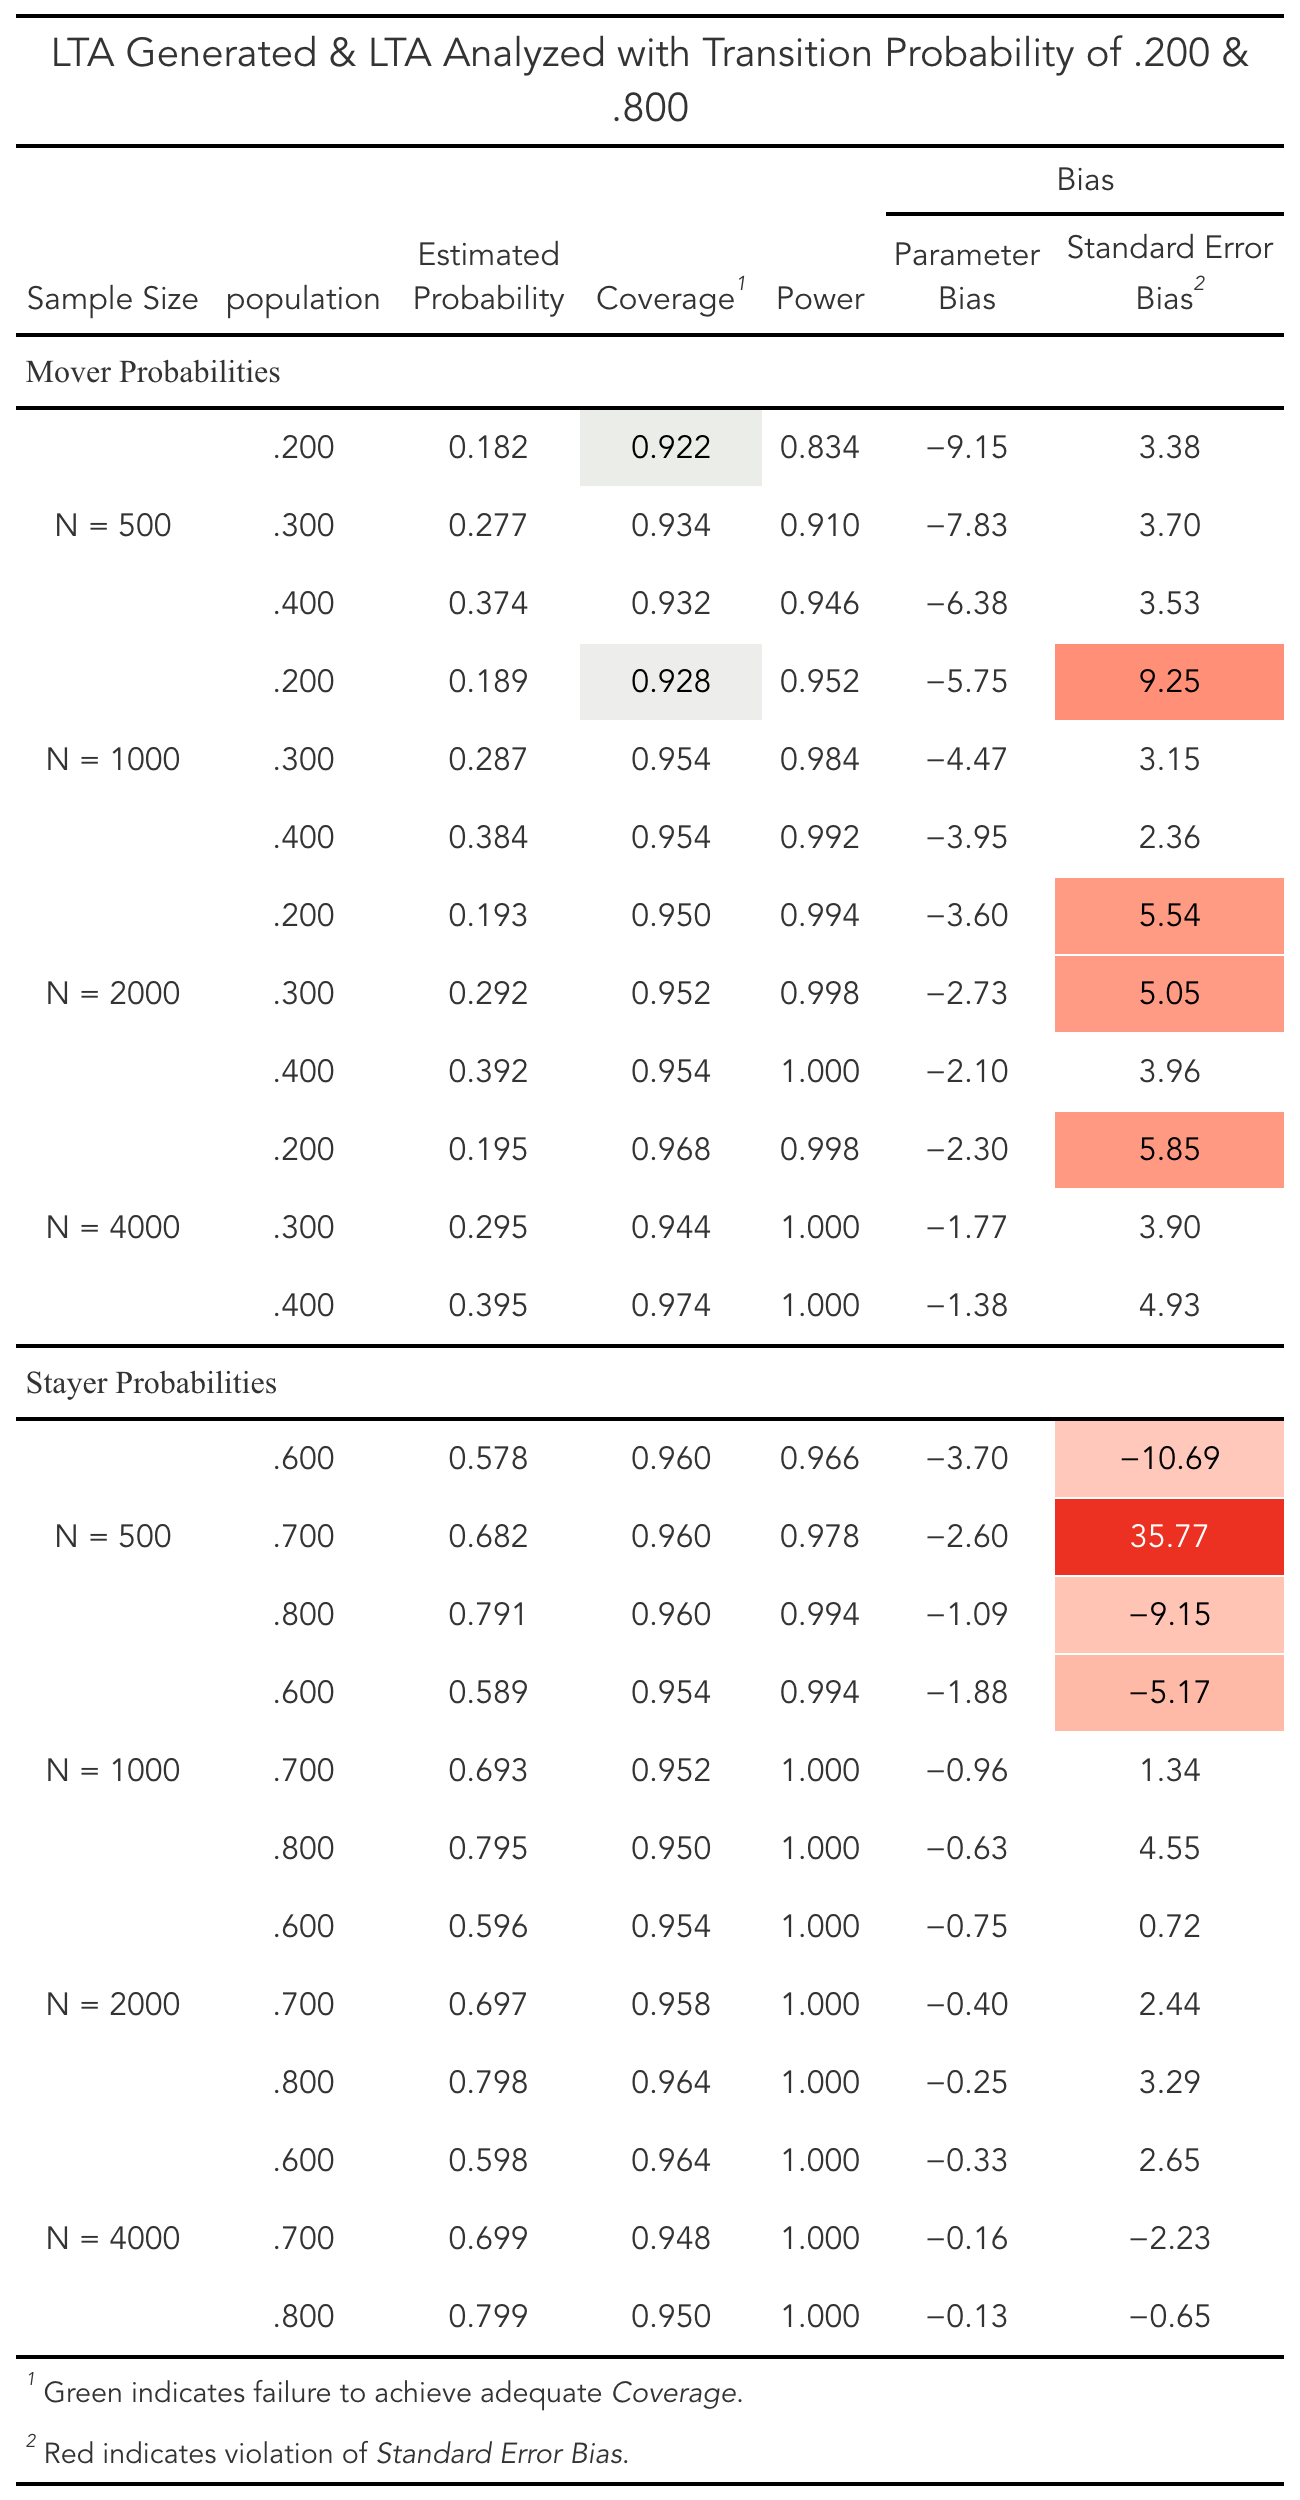 LTA Generated & LTA Analyzed with Transition Probability of .200 &
.800
Bias
Sample Size population Estimated Probability Coverage1 Power Parameter Bias Standard Error Bias2
Mover Probabilities
.200 0.182 0.922 0.834 −9.15 3.38
N = 500 .300 0.277 0.934 0.910 −7.83 3.70
.400 0.374 0.932 0.946 −6.38 3.53
.200 0.189 0.928 0.952 −5.75 9.25
N = 1000 .300 0.287 0.954 0.984 −4.47 3.15
.400 0.384 0.954 0.992 −3.95 2.36
.200 0.193 0.950 0.994 −3.60 5.54
N = 2000 .300 0.292 0.952 0.998 −2.73 5.05
.400 0.392 0.954 1.000 −2.10 3.96
.200 0.195 0.968 0.998 −2.30 5.85
N = 4000 .300 0.295 0.944 1.000 −1.77 3.90
.400 0.395 0.974 1.000 −1.38 4.93
Stayer Probabilities
.600 0.578 0.960 0.966 −3.70 −10.69
N = 500 .700 0.682 0.960 0.978 −2.60 35.77
.800 0.791 0.960 0.994 −1.09 −9.15
.600 0.589 0.954 0.994 −1.88 −5.17
N = 1000 .700 0.693 0.952 1.000 −0.96 1.34
.800 0.795 0.950 1.000 −0.63 4.55
.600 0.596 0.954 1.000 −0.75 0.72
N = 2000 .700 0.697 0.958 1.000 −0.40 2.44
.800 0.798 0.964 1.000 −0.25 3.29
.600 0.598 0.964 1.000 −0.33 2.65
N = 4000 .700 0.699 0.948 1.000 −0.16 −2.23
.800 0.799 0.950 1.000 −0.13 −0.65
1 Green indicates failure to achieve adequate Coverage.
2 Red indicates violation of Standard Error Bias.